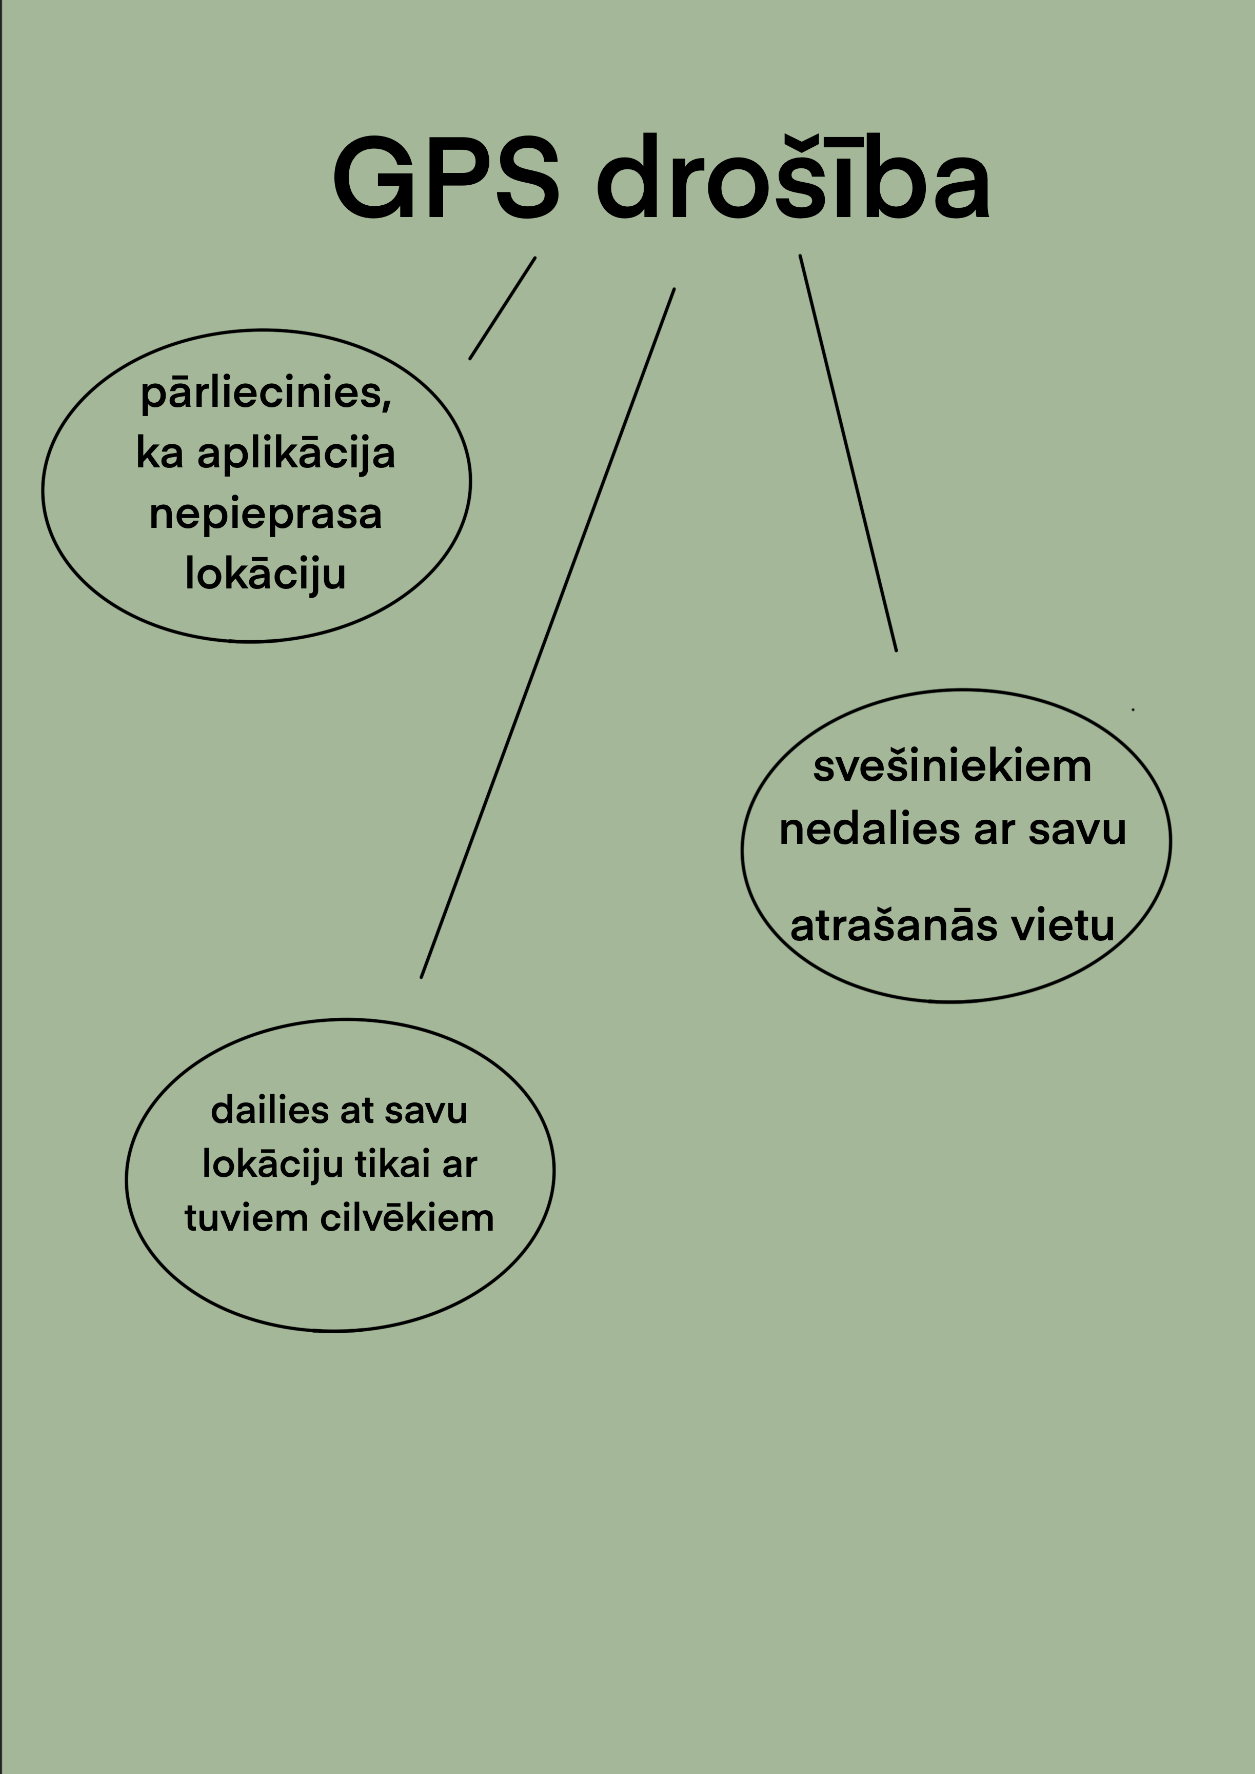 GPS drošība
pārliecinies,
ka aplikācija
nepieprasa
lokāciju
svešiniekiem
nedalies ar savu
atrašanās vietu
dailies at savu
lokāciju tikai ar
tuviem cilvēkiem